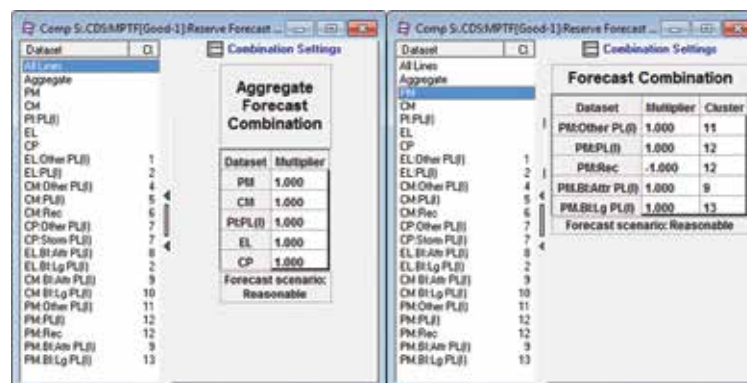 Comp S:.CDS:MPTF[Good-1]:Reserve Forecast ...
Dataset Cl.
All Lines
Aggregate
PM
CM
Pt:PL(I)
EL
CP
EL:Other PL(I) 1
EL:PL(I) 2
CM:Other PL(I) 4
CM:PL(I) 5
CM:Rec 6
CP:Other PL(I) 7
CP:Storm PL(I) 7
EL.BI:Attr PL(I) 8
EL.BI:Lg PL(I) 2
CM BI:Attr PL(I) 9
CM BI:Lg PL(I) 10
PM:Other PL(I) 11
PM:PL(I) 12
PM:Rec 12
PM.BI:Attr PL(I) 9
PM.BI:Lg PL(I) 13
Combination Settings
Aggregate
Forecast
Combination
Dataset Multiplier
PM 1.000
CM 1.000
Pt:PL(I) 1.000
EL 1.000
CP 1.000
Forecast scenario:
Reasonable
Comp S:.CDS:MPTF[Good-1]:Reserve Forecast ...
Dataset Cl.
All Lines
Aggregate
PM
CM
Pt:PL(I)
EL
CP
EL:Other PL(I) 1
EL:PL(I) 2
CM:Other PL(I) 4
CM:PL(I) 5
CM:Rec 6
CP:Other PL(I) 7
CP:Storm PL(I) 7
EL.BI:Attr PL(I) 8
EL.BI:Lg PL(I) 2
CM BI:Attr PL(I) 9
CM BI:Lg PL(I) 10
PM:Other PL(I) 11
PM:PL(I) 12
PM:Rec 12
PM.BI:Attr PL(I) 9
PM.BI:Lg PL(I) 13
Combination Settings
Forecast Combination
Dataset Multiplier Cluster
PM:Other PL(I) 1.000 11
PM:PL(I) 1.000 12
PM:Rec -1.000 12
PM.BI:Attr PL(I) 1.000 9
PM.BI:Lg PL(I) 1.000 13
Forecast scenario: Reasonable